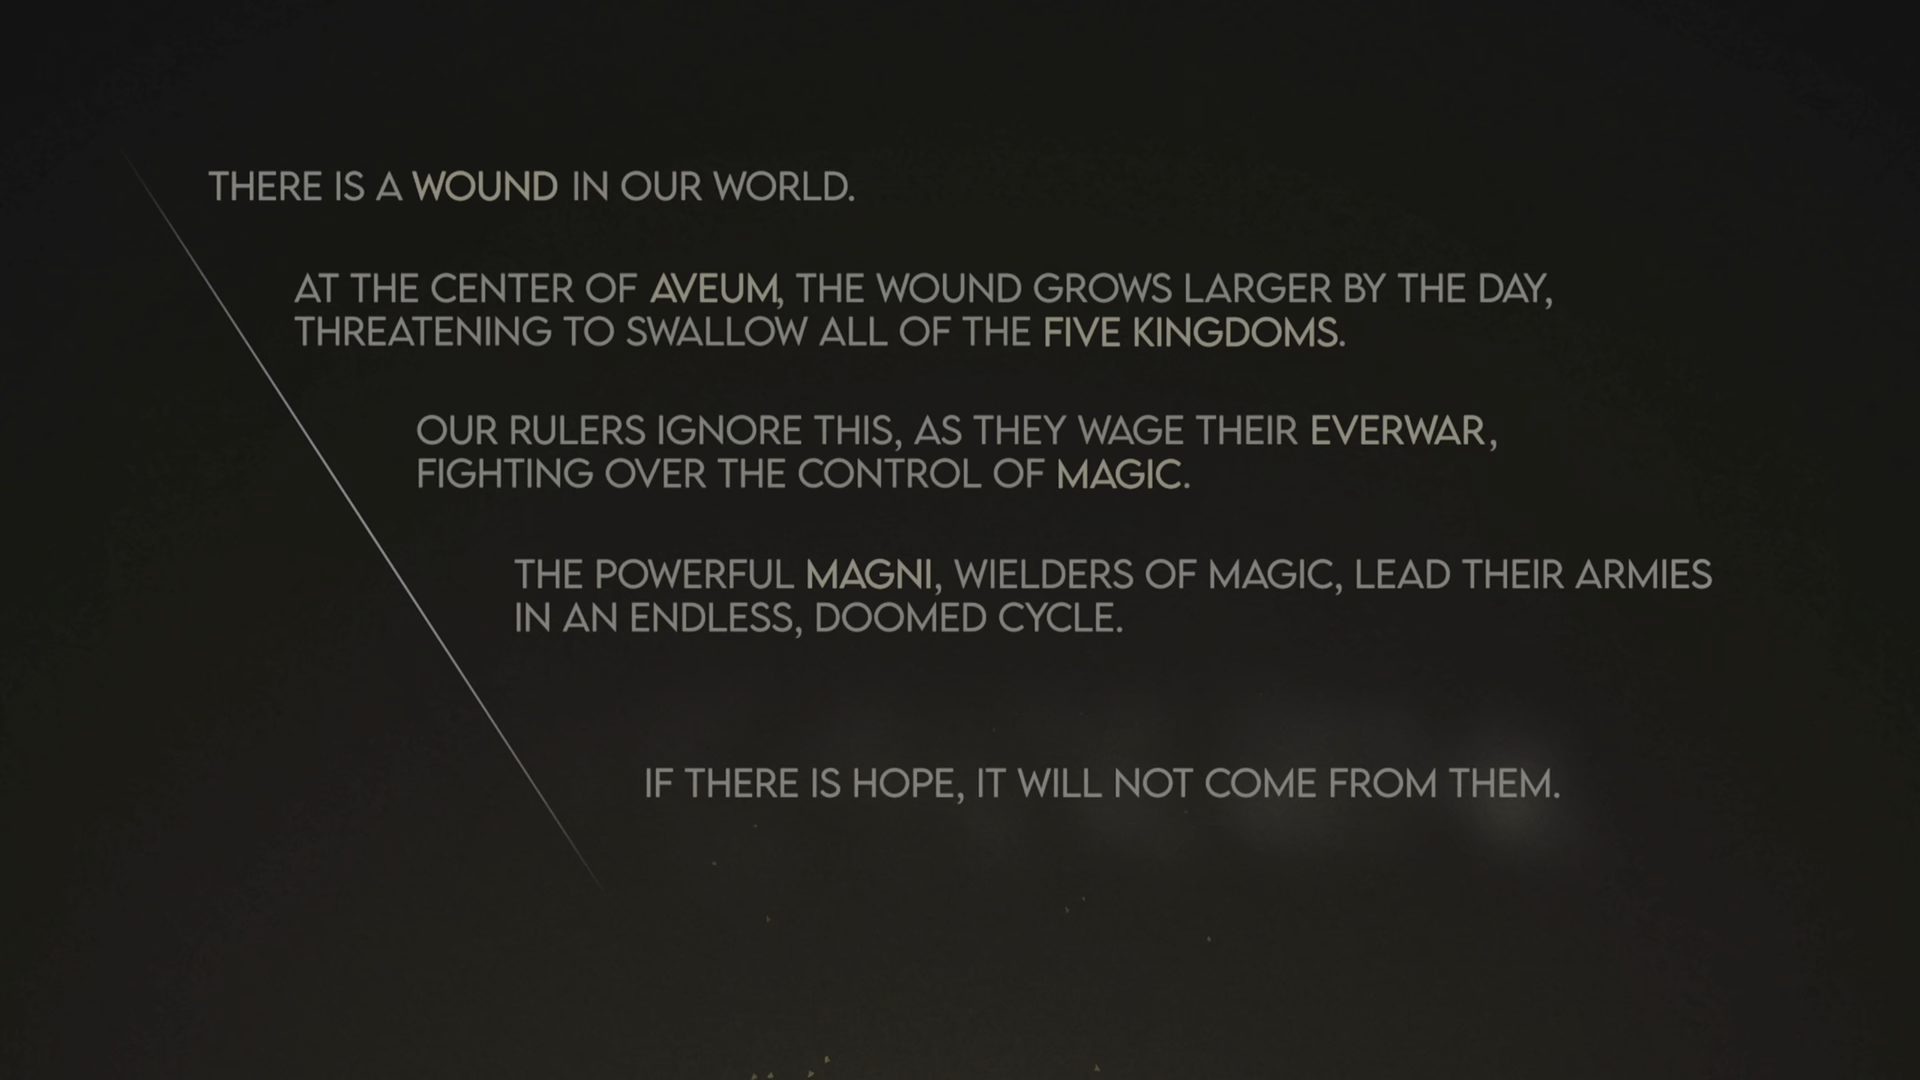 THERE IS A WOUND IN OUR WORLD.
AT THE CENTER OF AVEUM, THE WOUND GROWS LARGER BY THE DAY,
THREATENING TO SWALLOW ALL OF THE FIVE KINGDOMS.
OUR RULERS IGNORE THIS, AS THEY WAGE THEIR EVERWAR,
FIGHTING OVER THE CONTROL OF MAGIC.
THE POWERFUL MAGNI, WIELDERS OF MAGIC, LEAD THEIR ARMIES
IN AN ENDLESS, DOOMED CYCLE.
IF THERE IS HOPE, IT WILL NOT COME FROM THEM.